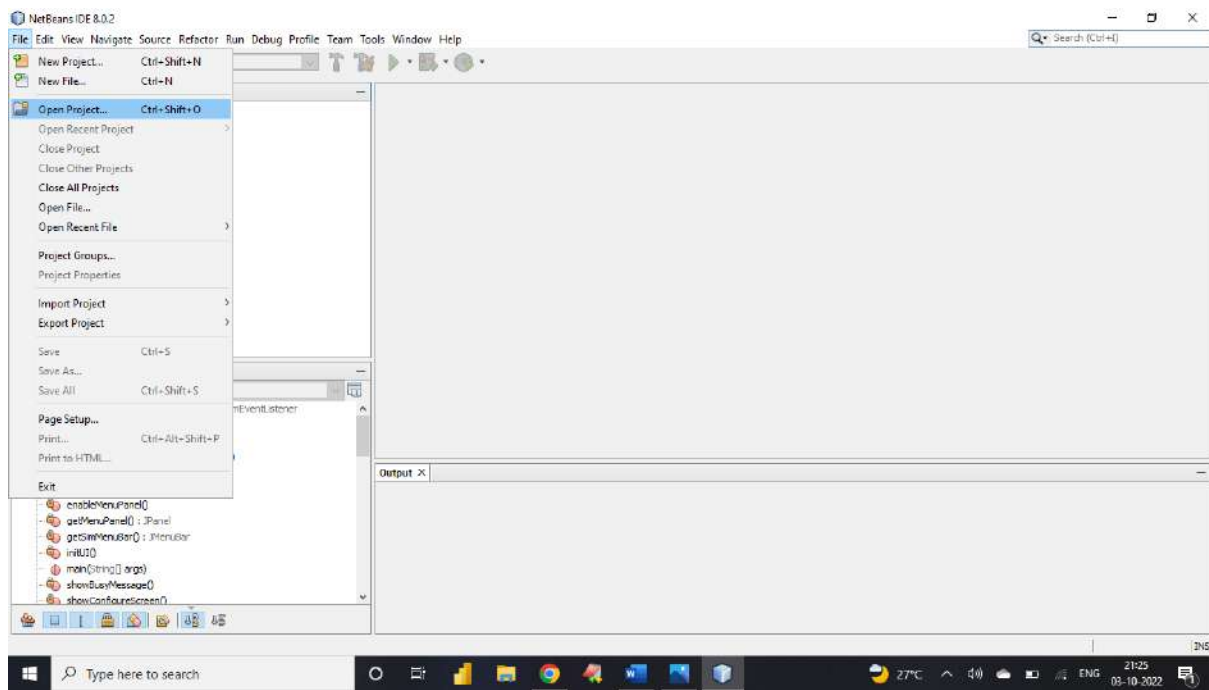 NetBeans IDE 8.0.2
File Edit View Navigate Source Refactor Run Debug Profile Team Tools Window Help
Search (Ctrl+I)
New Project... Ctrl+Shift+N
New File... Ctrl+N
Open Project... Ctrl+Shift+O
Open Recent Project
Close Project
Close Other Projects
Close All Projects
Open File...
Open Recent File
Project Groups...
Project Properties
Import Project
Export Project
Save Ctrl+S
Save As...
Save All Ctrl+Shift+S
mEventListener
Page Setup...
Print... Ctrl+Alt+Shift+P
Print to HTML...
Exit
Output
enableMenuPanel()
getMenuPanel() : JPanel
getSimMenuBar() : JMenuBar
initUI()
main(String[] args)
showBusyMessage()
showConfigureScreen()
INS
Type here to search
27°C
ENG
21:25
03-10-2022